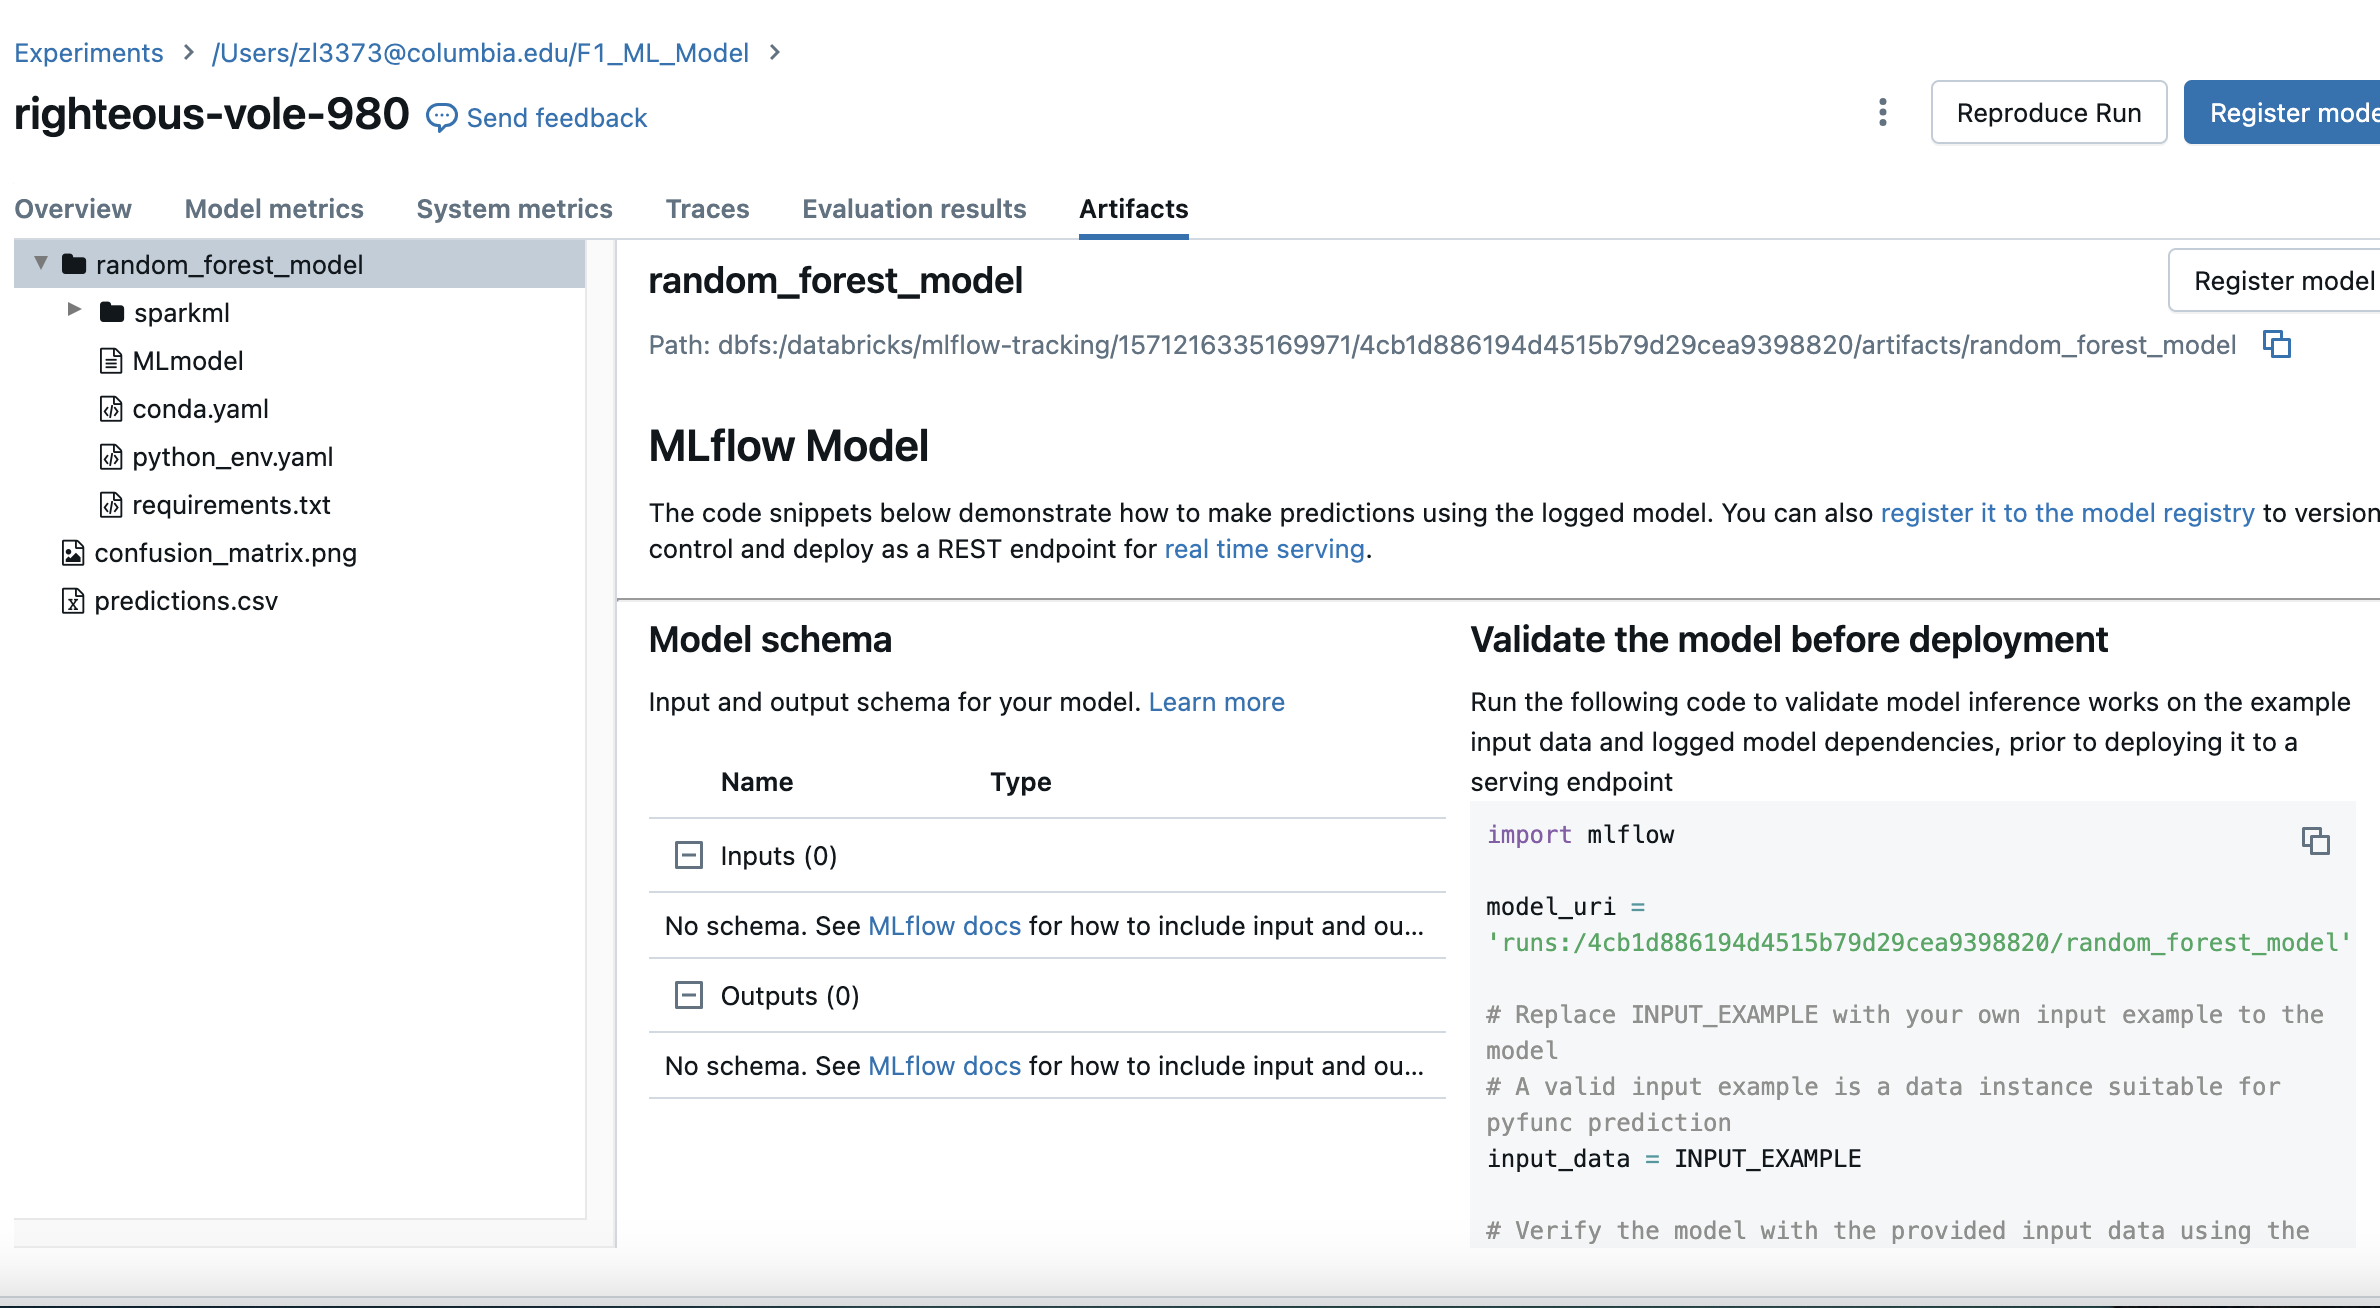 Experiments > /Users/zl3373@columbia.edu/F1_ML_Model >
righteous-vole-980 Send feedback
Reproduce Run
Register mode
Overview Model metrics System metrics Traces Evaluation results Artifacts
random_forest_model
sparkml
MLmodel
conda.yaml
python_env.yaml
requirements.txt
confusion_matrix.png
predictions.csv
random_forest_model
Register model
Path: dbfs:/databricks/mlflow-tracking/1571216335169971/4cb1d886194d4515b79d29cea9398820/artifacts/random_forest_model
MLflow Model
The code snippets below demonstrate how to make predictions using the logged model. You can also register it to the model registry to version
control and deploy as a REST endpoint for real time serving.
Model schema
Input and output schema for your model. Learn more
Name Type
Inputs (0)
No schema. See MLflow docs for how to include input and ou...
Outputs (0)
No schema. See MLflow docs for how to include input and ou...
Validate the model before deployment
Run the following code to validate model inference works on the example
input data and logged model dependencies, prior to deploying it to a
serving endpoint
import mlflow
model_uri =
'runs:/4cb1d886194d4515b79d29cea9398820/random_forest_model'
# Replace INPUT_EXAMPLE with your own input example to the
model
# A valid input example is a data instance suitable for
pyfunc prediction
input_data = INPUT_EXAMPLE
# Verify the model with the provided input data using the